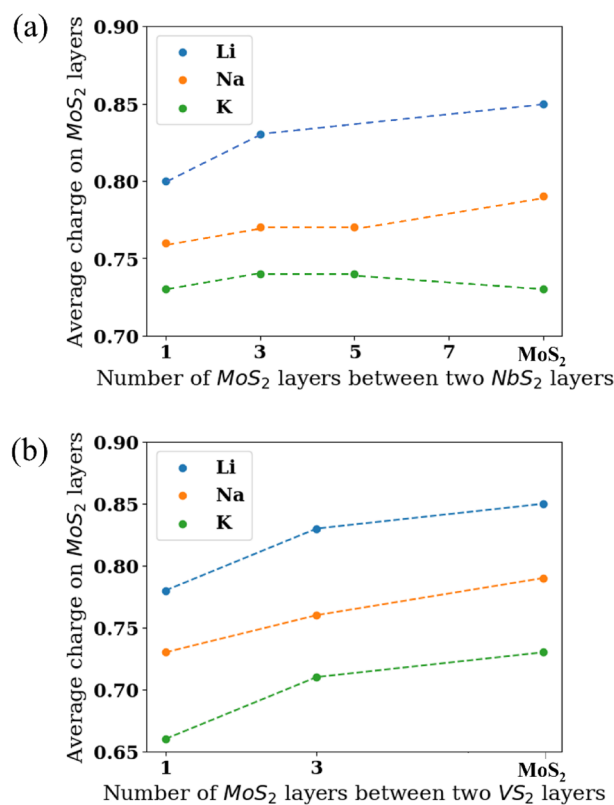 (a)
Average charge on MoS₂ layers
0.90
0.85
0.80
0.75
0.70
Li
Na
K
1 3 5 7 MoS₂
Number of MoS₂ layers between two NbS₂ layers
(b)
Average charge on MoS₂ layers
0.90
0.85
0.80
0.75
0.70
0.65
Li
Na
K
1 3 MoS₂
Number of MoS₂ layers between two VS₂ layers